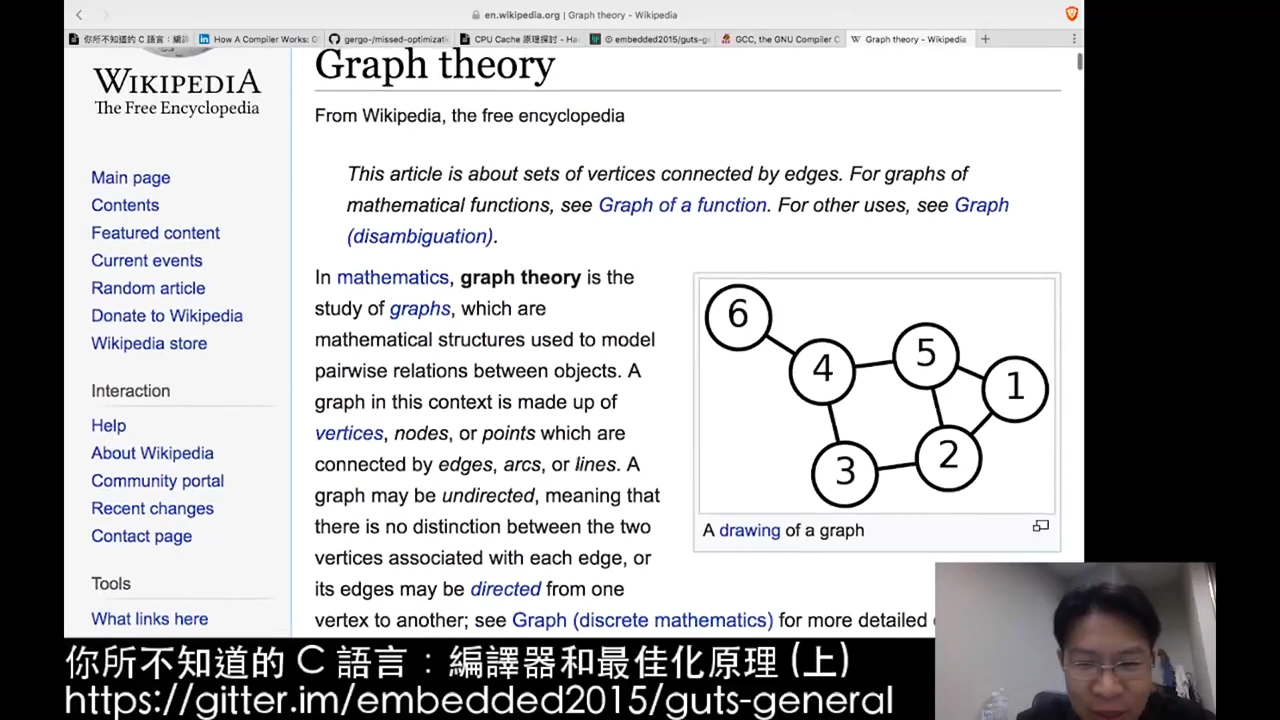 en.wikipedia.org | Graph theory - Wikipedia
你所不知道的 C 語言：編譯
How A Compiler Works: G
gergo-/missed-optimizati
CPU Cache 原理探討 - Ha
embedded2015/guts-ge
GCC, the GNU Compiler C
Graph theory - Wikipedia
WIKIPEDIA
The Free Encyclopedia
Main page
Contents
Featured content
Current events
Random article
Donate to Wikipedia
Wikipedia store
Interaction
Help
About Wikipedia
Community portal
Recent changes
Contact page
Tools
What links here
Graph theory
From Wikipedia, the free encyclopedia
This article is about sets of vertices connected by edges. For graphs of
mathematical functions, see Graph of a function. For other uses, see Graph
(disambiguation).
In mathematics, graph theory is the
study of graphs, which are
mathematical structures used to model
pairwise relations between objects. A
graph in this context is made up of
vertices, nodes, or points which are
connected by edges, arcs, or lines. A
graph may be undirected, meaning that
there is no distinction between the two
vertices associated with each edge, or
its edges may be directed from one
vertex to another; see Graph (discrete mathematics) for more detailed
6
4
5
1
3
2
A drawing of a graph
你所不知道的 C 語言：編譯器和最佳化原理 (上)
https://gitter.im/embedded2015/guts-general